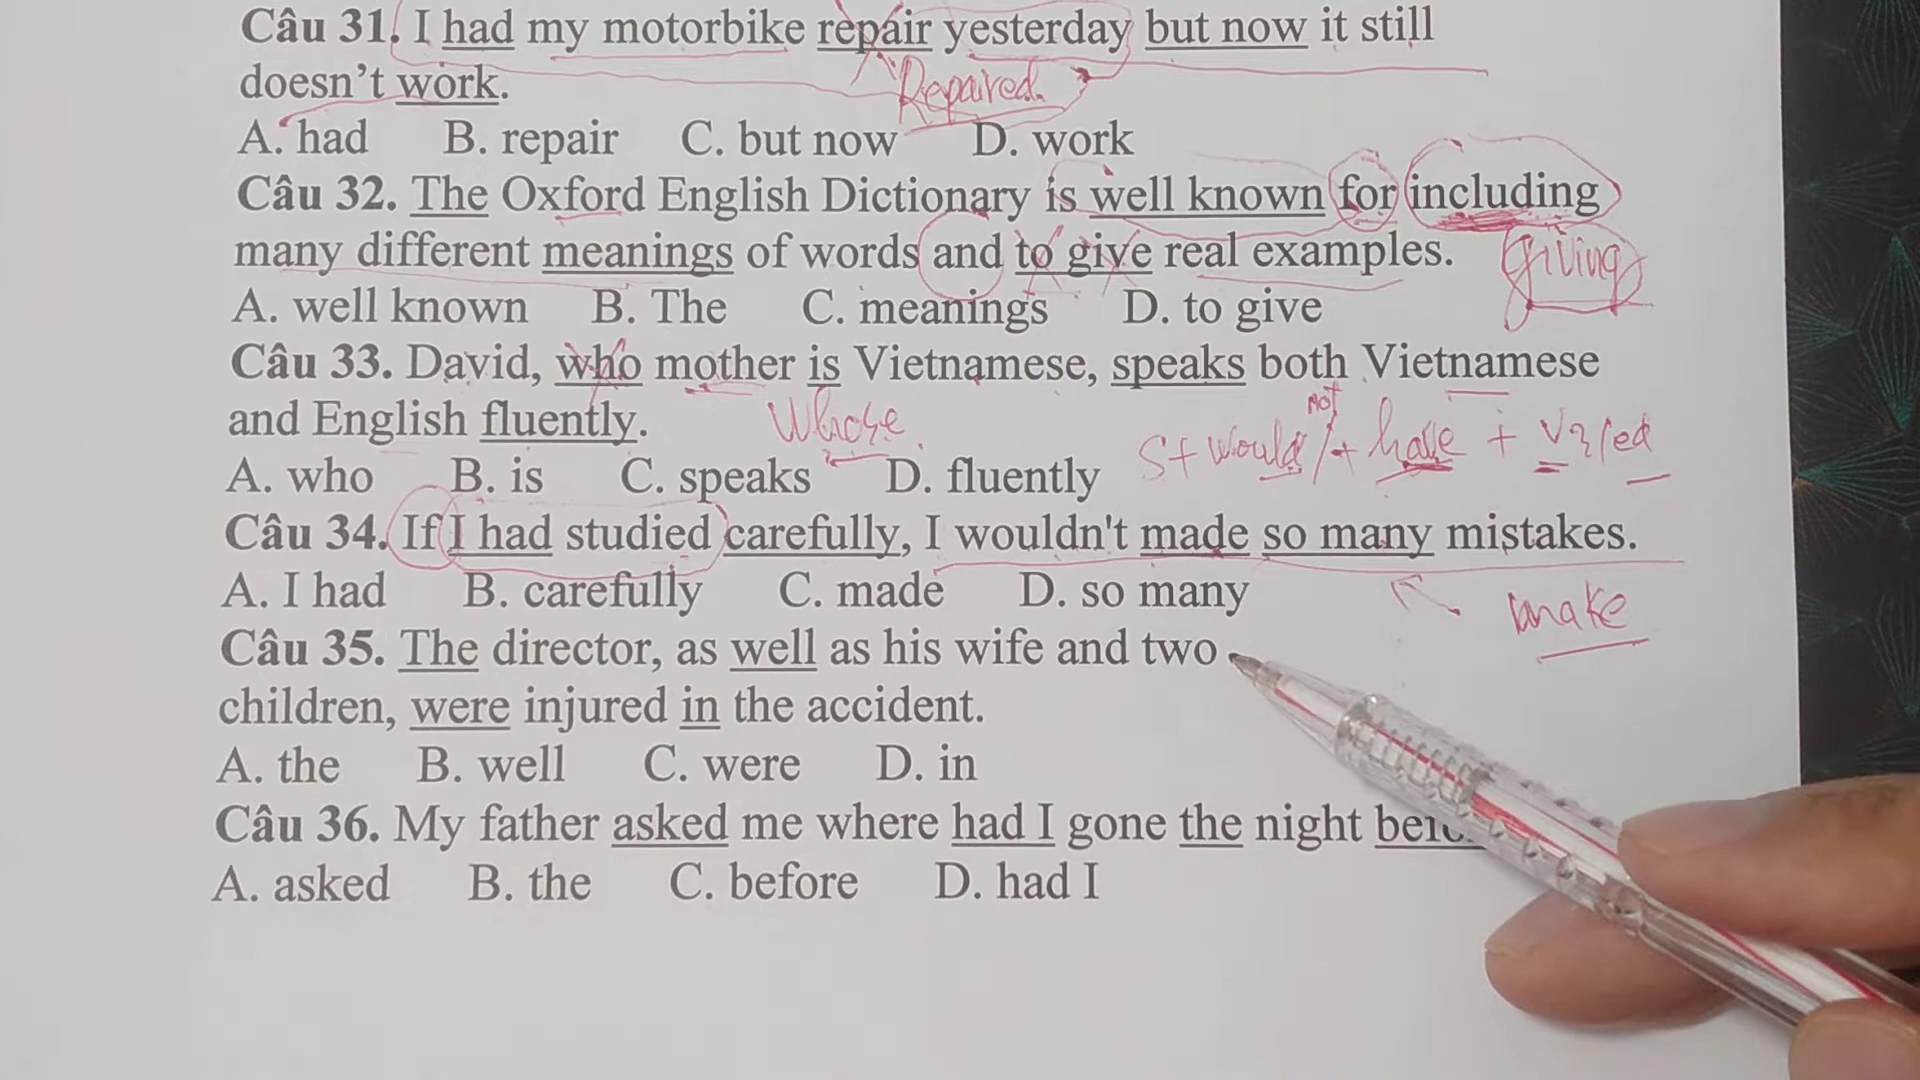 Câu 31. I had my motorbike repair yesterday but now it still
doesn't work.
Repaired
A. had B. repair C. but now D. work
Câu 32. The Oxford English Dictionary is well known for including
many different meanings of words and to give real examples.
giving
A. well known B. The C. meanings D. to give
Câu 33. David, who mother is Vietnamese, speaks both Vietnamese
and English fluently.
Whose
not
S + would / + have + V3/ed
A. who B. is C. speaks D. fluently
Câu 34. If I had studied carefully, I wouldn't made so many mistakes.
A. I had B. carefully C. made D. so many
make
Câu 35. The director, as well as his wife and two
children, were injured in the accident.
A. the B. well C. were D. in
Câu 36. My father asked me where had I gone the night
A. asked B. the C. before D. had I